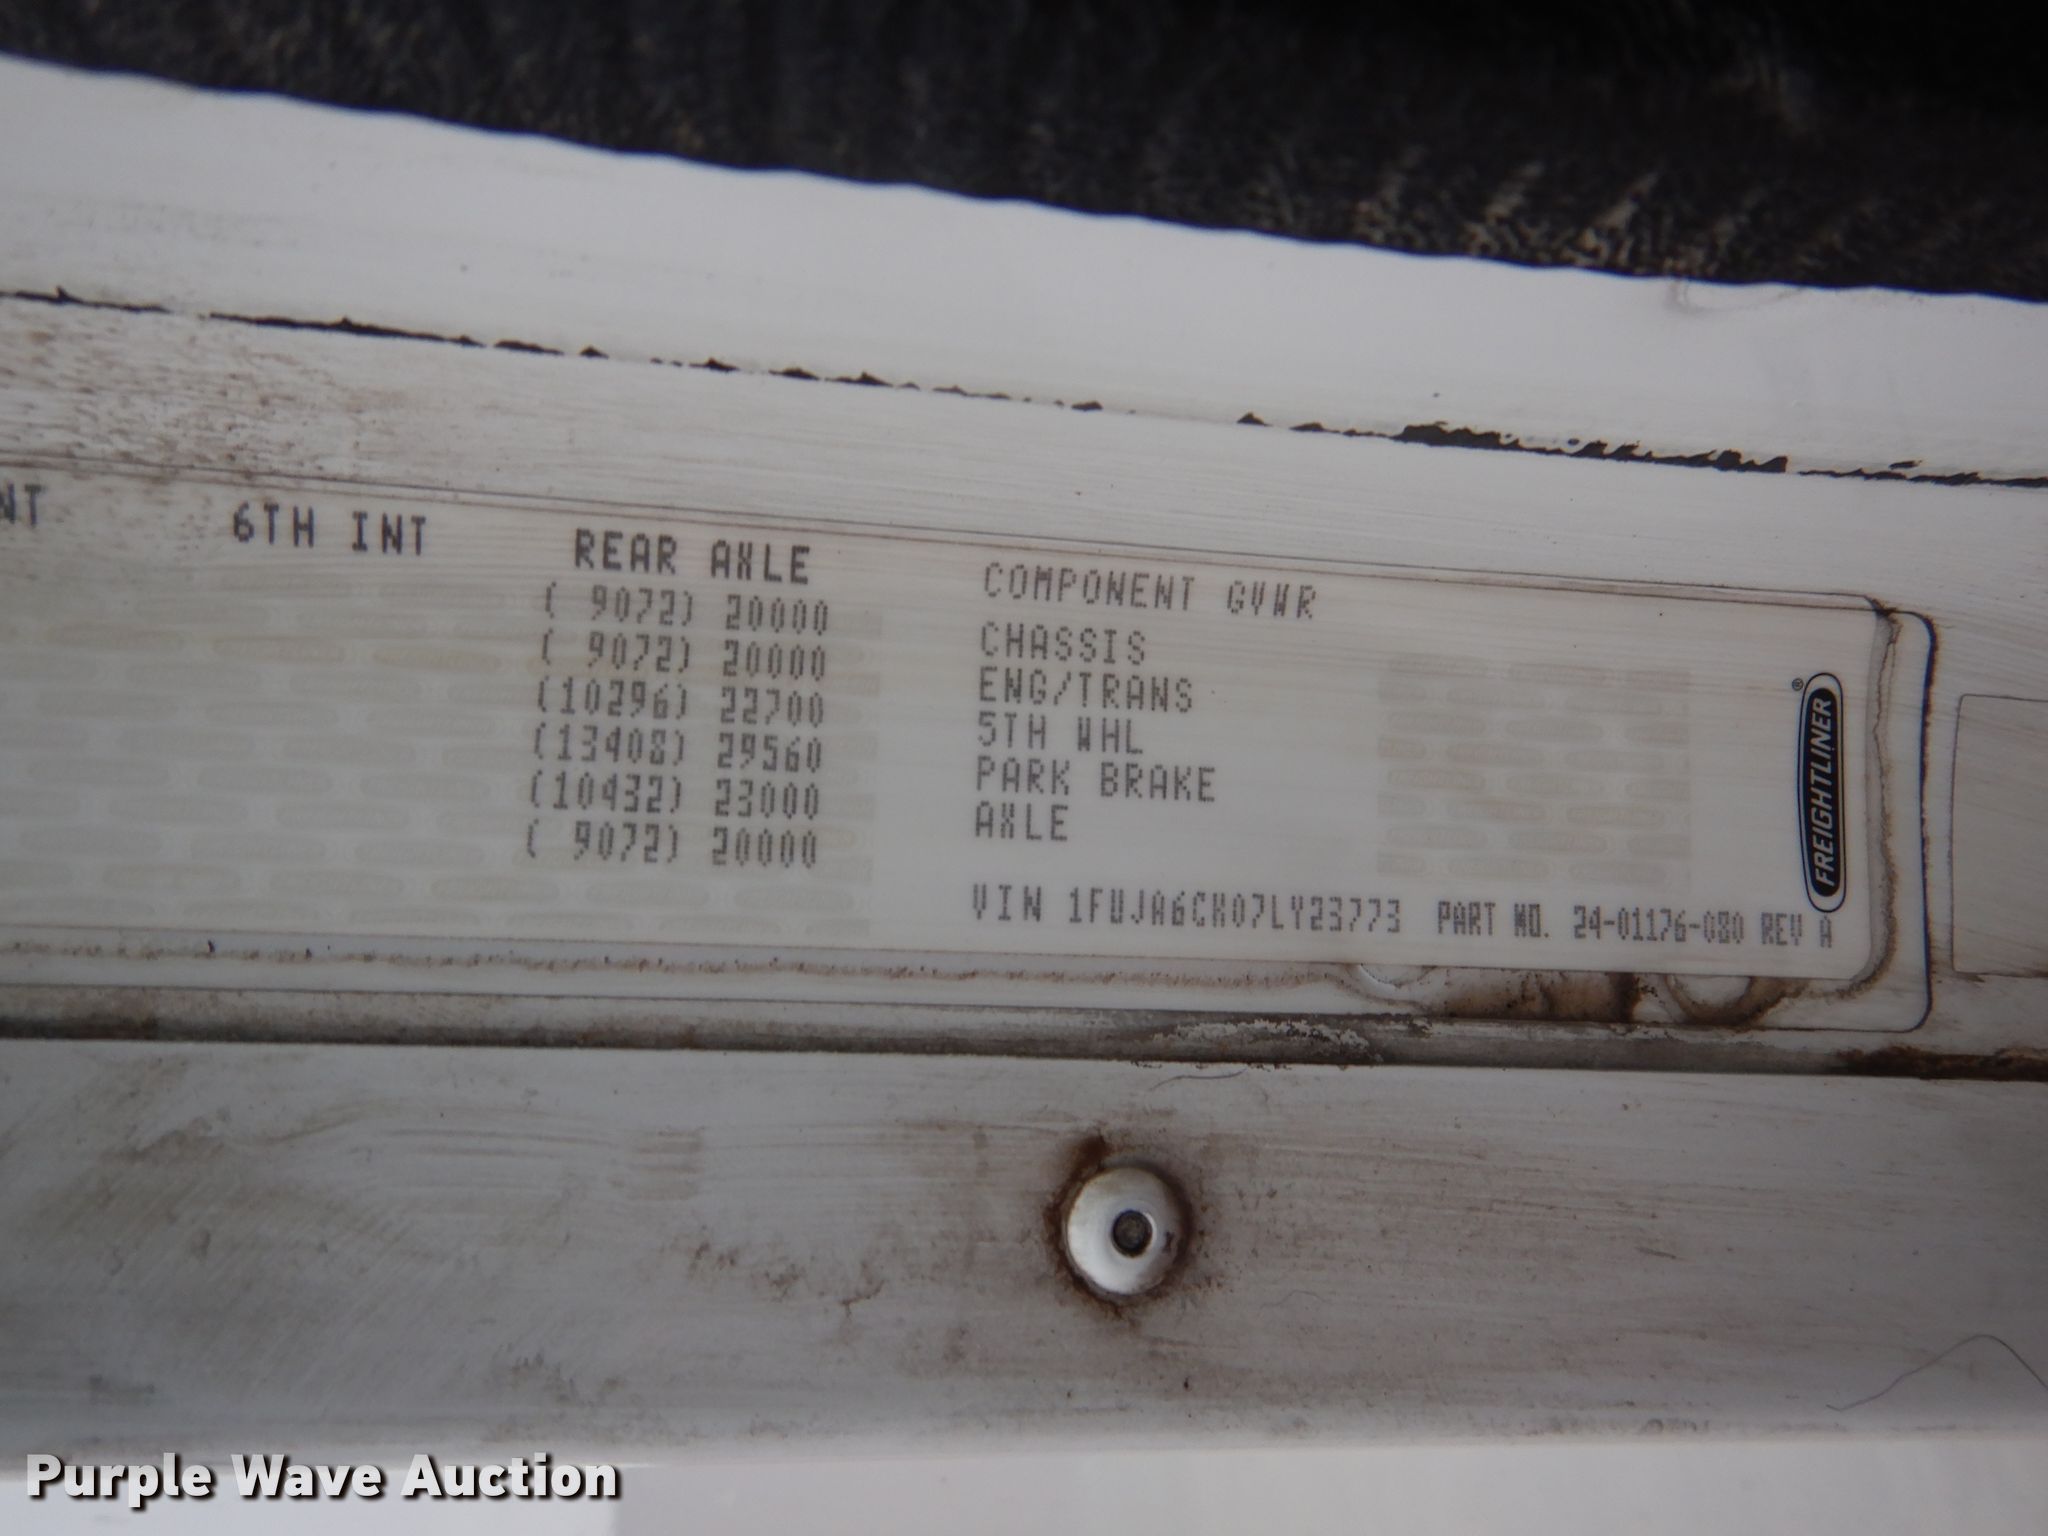 NT 6TH INT REAR AXLE COMPONENT GVWR
( 9072) 20000 CHASSIS
( 9072) 20000 ENG/TRANS
(10296) 22700 5TH WHL
(13408) 29560 PARK BRAKE
(10432) 23000 AXLE
( 9072) 20000
VIN 1FUJA6CK07LY23773 PART NO. 24-01176-080 REV A
FREIGHTLINER®
Purple Wave Auction